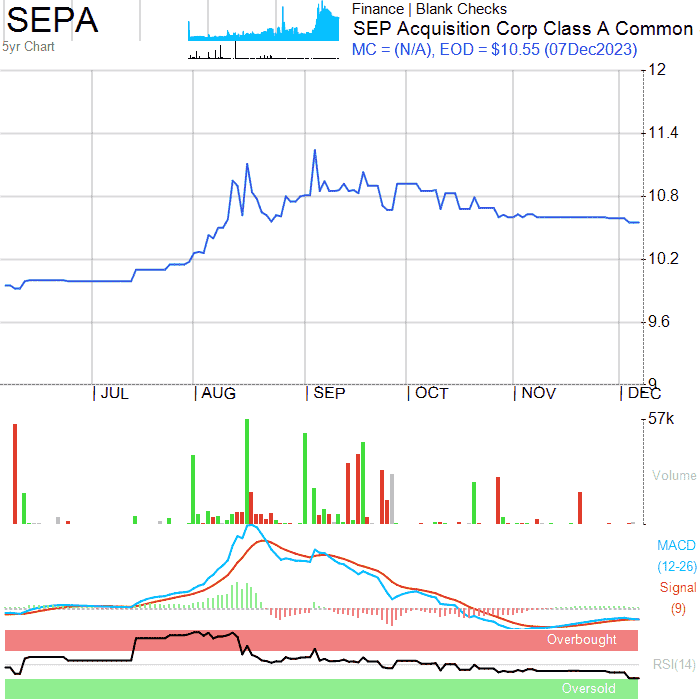 SEPA
Finance | Blank Checks
SEP Acquisition Corp Class A Common
5yr Chart
MC = (N/A), EOD = $10.55 (07Dec2023)
12
11.4
10.8
10.2
9.6
9
JUL
AUG
SEP
OCT
NOV
DEC
57k
Volume
MACD
(12-26)
Signal
(9)
Overbought
RSI(14)
Oversold